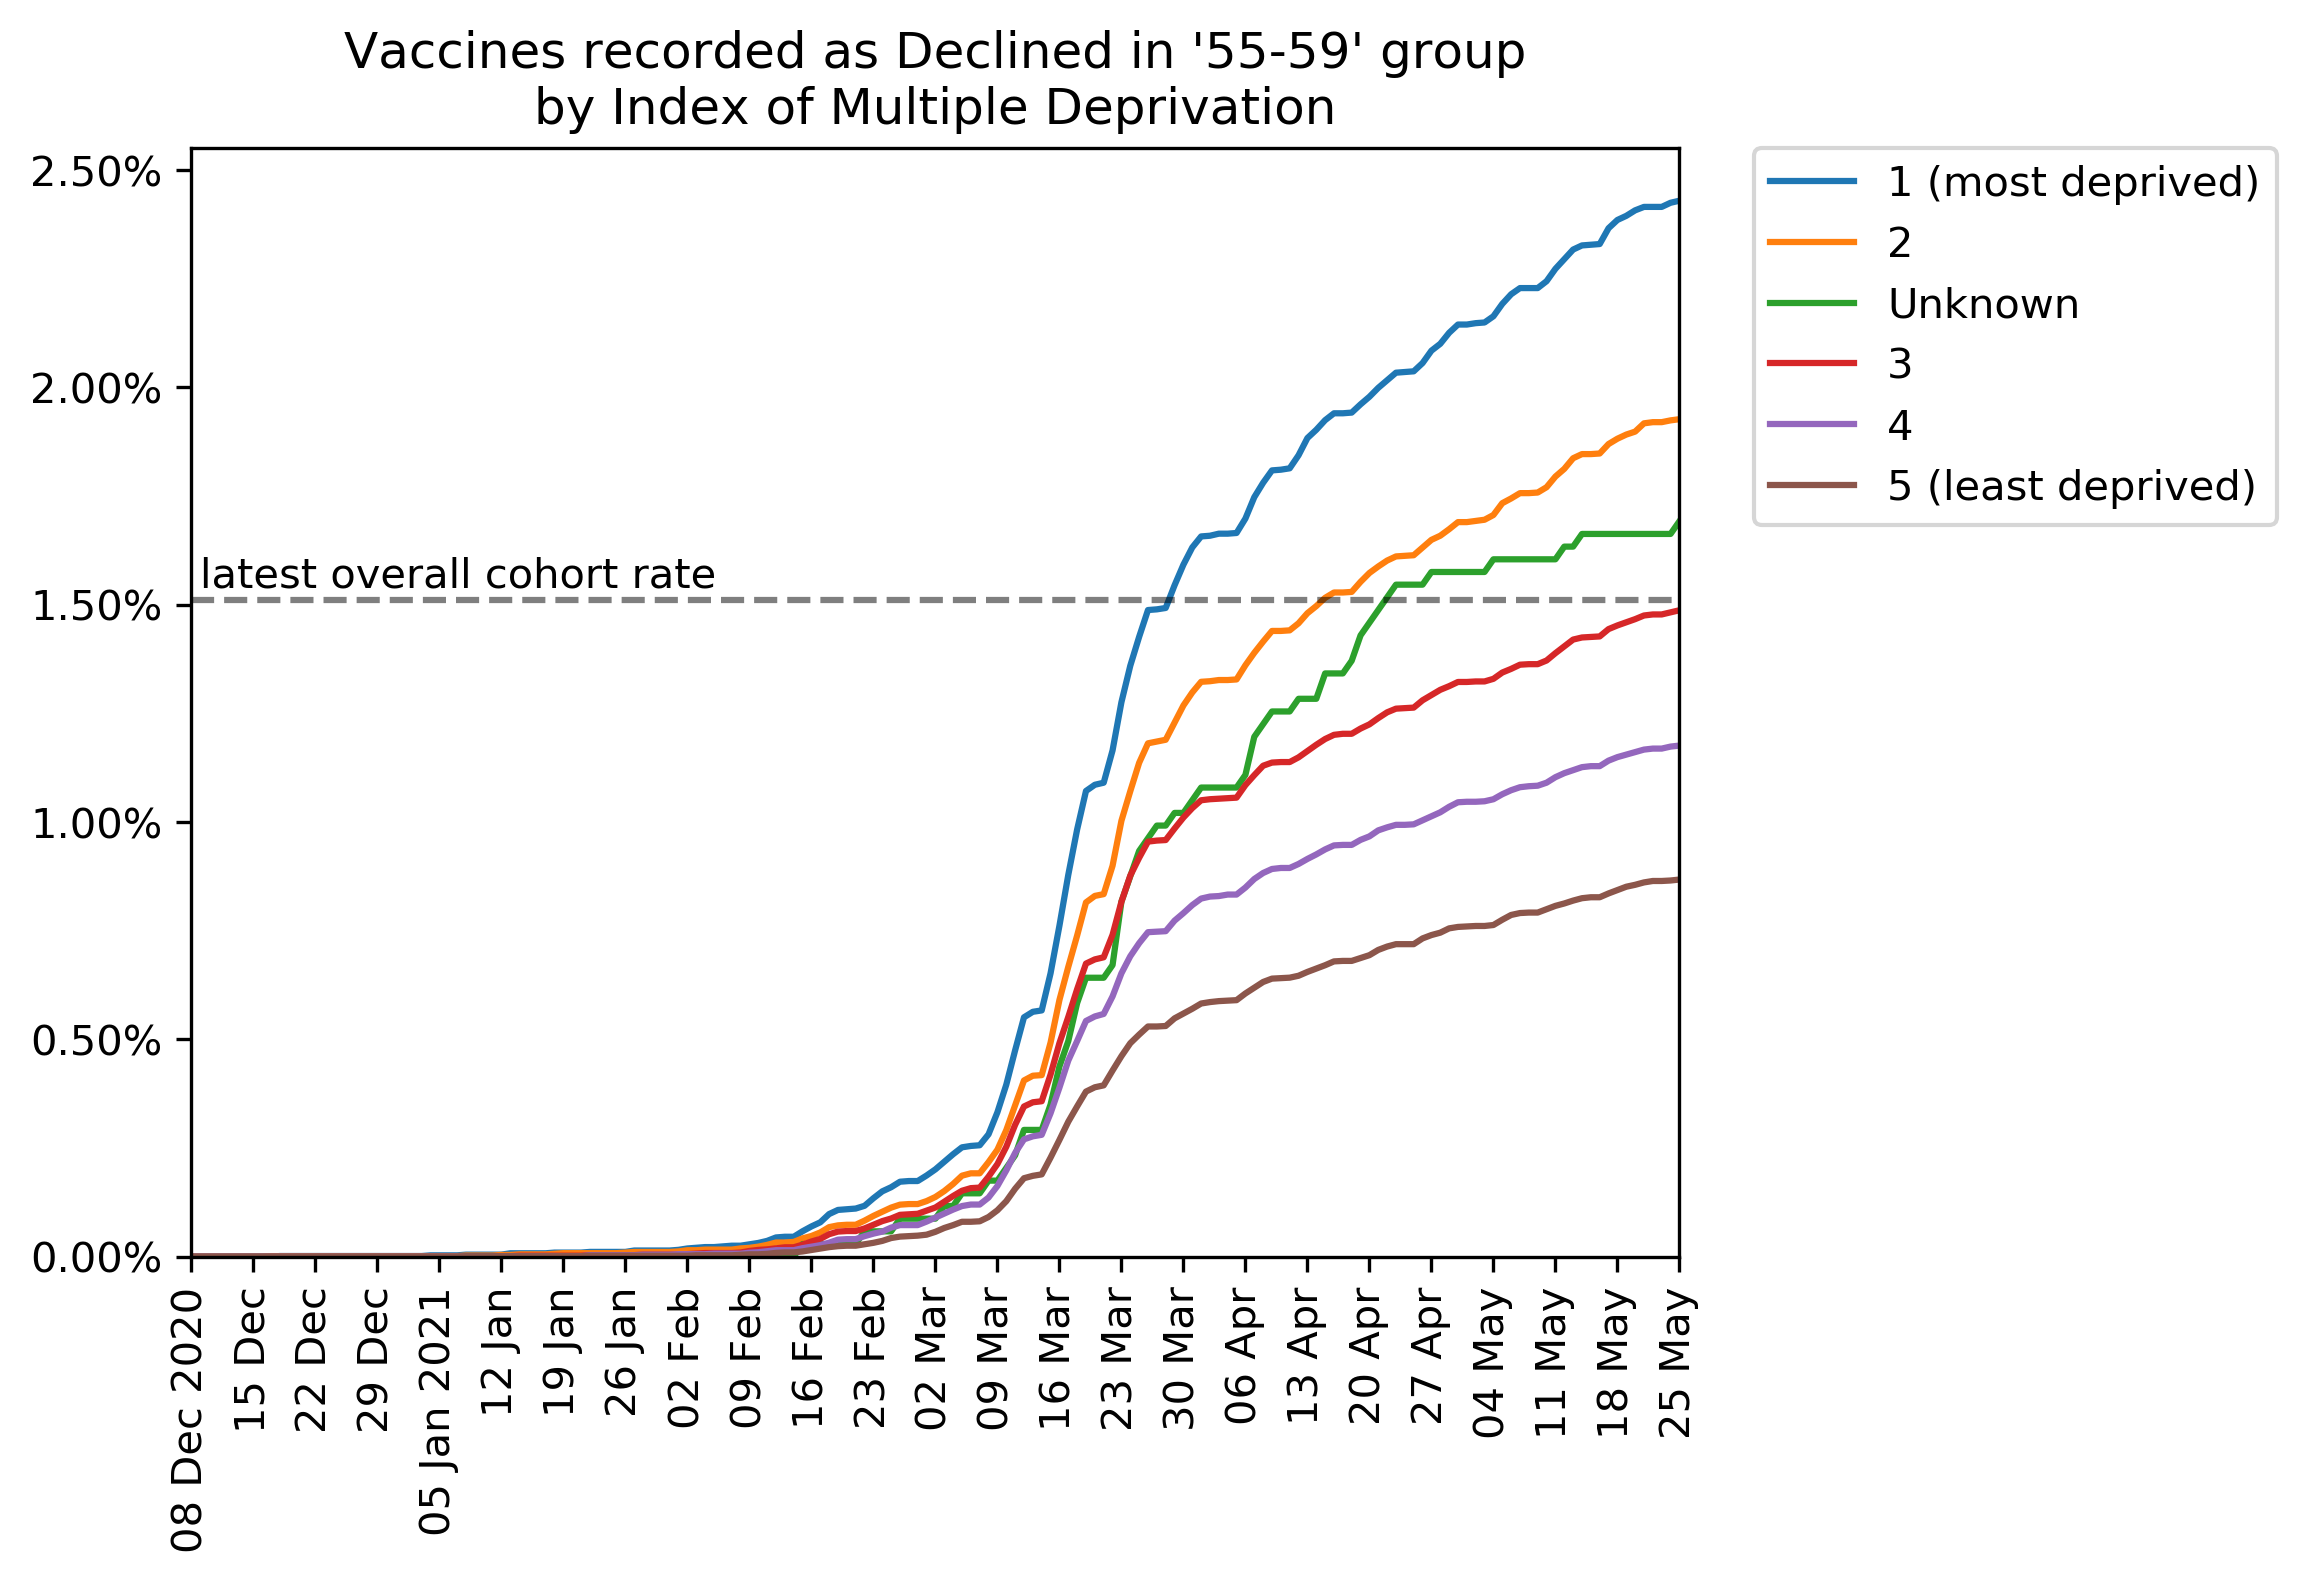 Vaccines recorded as Declined in '55-59' group
by Index of Multiple Deprivation
2.50%
2.00%
1.50%
1.00%
0.50%
0.00%
latest overall cohort rate
08 Dec 2020
15 Dec
22 Dec
29 Dec
05 Jan 2021
12 Jan
19 Jan
26 Jan
02 Feb
09 Feb
16 Feb
23 Feb
02 Mar
09 Mar
16 Mar
23 Mar
30 Mar
06 Apr
13 Apr
20 Apr
27 Apr
04 May
11 May
18 May
25 May
1 (most deprived)
2
Unknown
3
4
5 (least deprived)